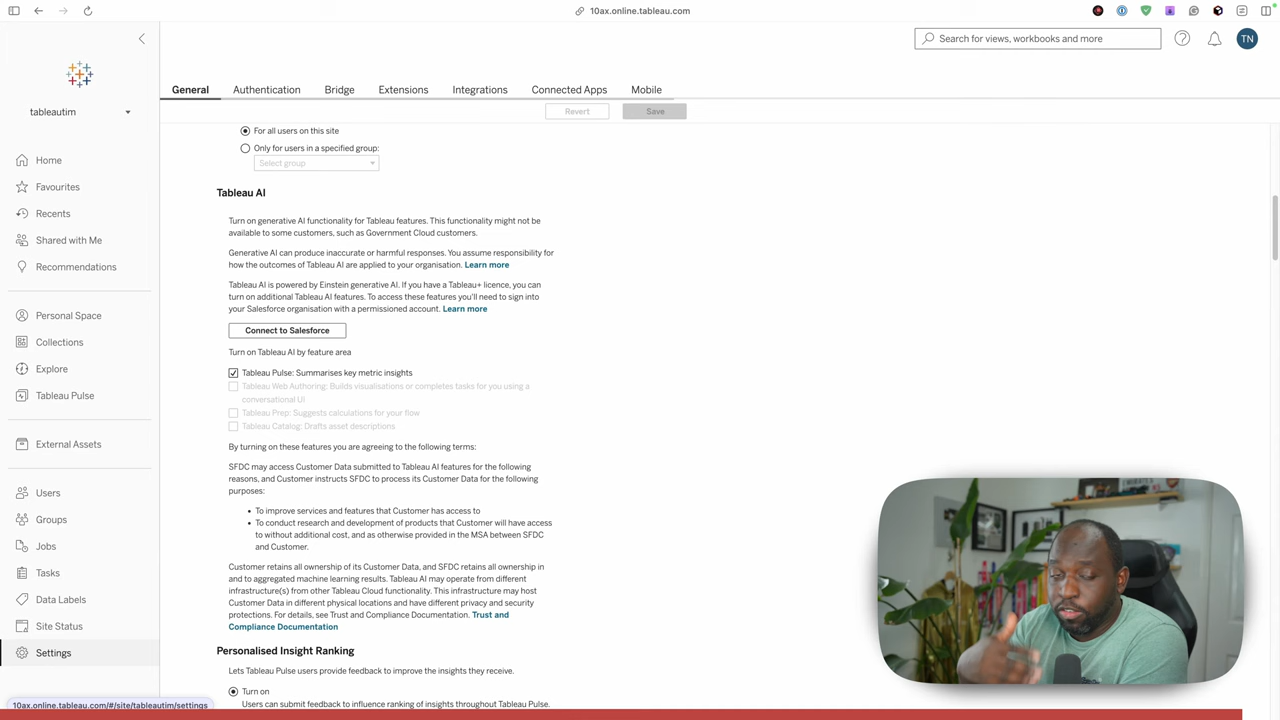 10ax.online.tableau.com
Search for views, workbooks and more
TN
tableautim
General
Authentication
Bridge
Extensions
Integrations
Connected Apps
Mobile
Revert
Save
Home
Favourites
Recents
Shared with Me
Recommendations
Personal Space
Collections
Explore
Tableau Pulse
External Assets
Users
Groups
Jobs
Tasks
Data Labels
Site Status
Settings
10ax.online.tableau.com/#/site/tableautim/settings
For all users on this site
Only for users in a specified group:
Select group
Tableau AI
Turn on generative AI functionality for Tableau features. This functionality might not be
available to some customers, such as Government Cloud customers.
Generative AI can produce inaccurate or harmful responses. You assume responsibility for
how the outcomes of Tableau AI are applied to your organisation. Learn more
Tableau AI is powered by Einstein generative AI. If you have a Tableau+ licence, you can
turn on additional Tableau AI features. To access these features you'll need to sign into
your Salesforce organisation with a permissioned account. Learn more
Connect to Salesforce
Turn on Tableau AI by feature area
Tableau Pulse: Summarises key metric insights
Tableau Web Authoring: Builds visualisations or completes tasks for you using a
conversational UI
Tableau Prep: Suggests calculations for your flow
Tableau Catalog: Drafts asset descriptions
By turning on these features you are agreeing to the following terms:
SFDC may access Customer Data submitted to Tableau AI features for the following
reasons, and Customer instructs SFDC to process its Customer Data for the following
purposes:
• To improve services and features that Customer has access to
• To conduct research and development of products that Customer will have access
to without additional cost, and as otherwise provided in the MSA between SFDC
and Customer.
Customer retains all ownership of its Customer Data, and SFDC retains all ownership in
and to aggregated machine learning results. Tableau AI may operate from different
infrastructure(s) from other Tableau Cloud functionality. This infrastructure may host
Customer Data in different physical locations and have different privacy and security
protections. For details, see Trust and Compliance Documentation. Trust and
Compliance Documentation
Personalised Insight Ranking
Lets Tableau Pulse users provide feedback to improve the insights they receive.
Turn on
Users can submit feedback to influence ranking of insights throughout Tableau Pulse.